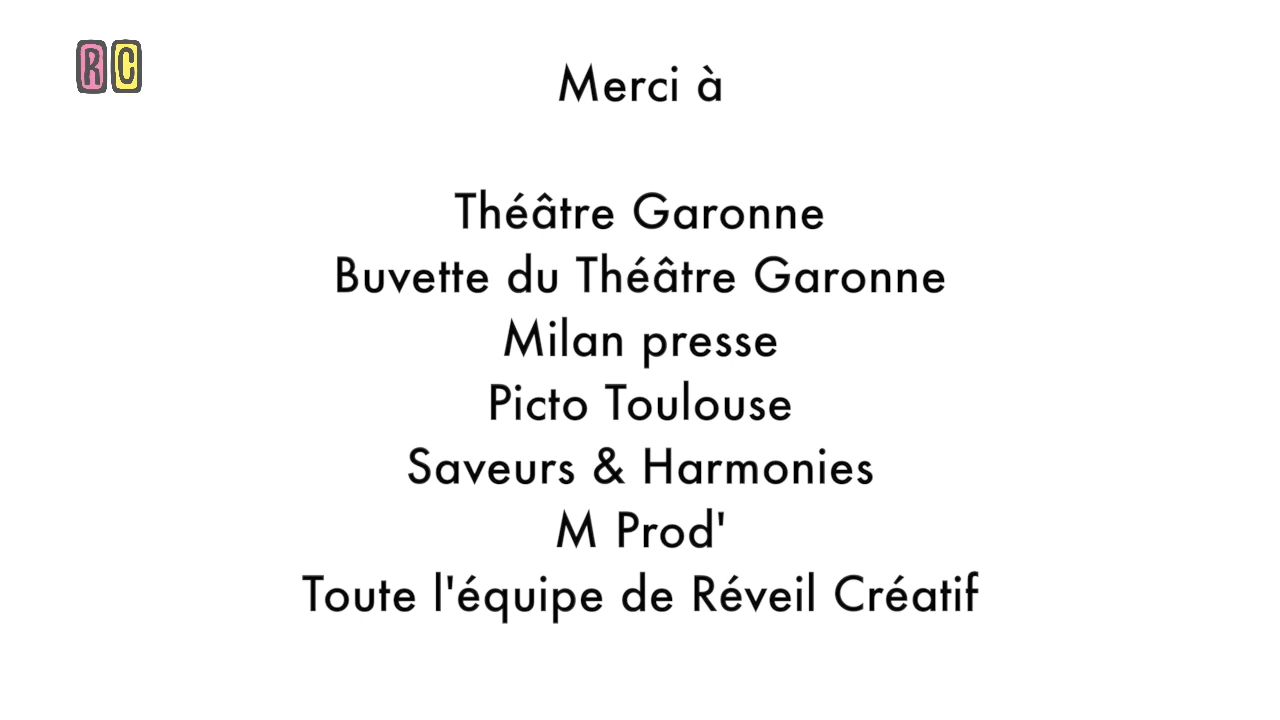 RC
Merci à
Théâtre Garonne
Buvette du Théâtre Garonne
Milan presse
Picto Toulouse
Saveurs & Harmonies
M Prod'
Toute l'équipe de Réveil Créatif